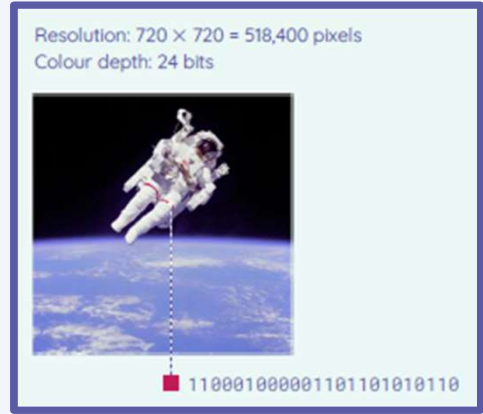 Resolution: 720 × 720 = 518,400 pixels
Colour depth: 24 bits
110001000001101101010110